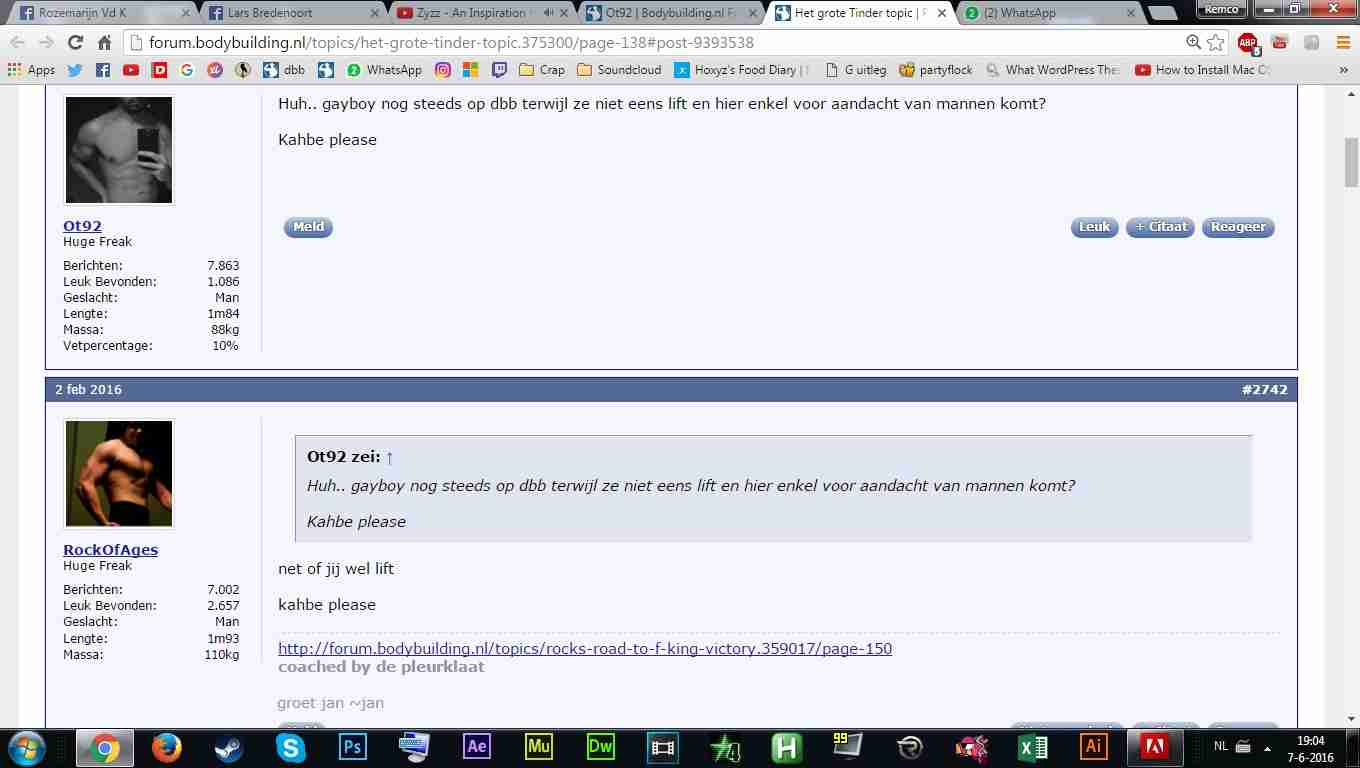 Rozemarijn Vd K
Lars Bredenoort
Zyzz - An Inspiration
Ot92 | Bodybuilding.nl F
Het grote Tinder topic |
(2) WhatsApp
Remco
forum.bodybuilding.nl/topics/het-grote-tinder-topic.375300/page-138#post-9393538
ABP
Apps
dbb
WhatsApp
Crap
Soundcloud
Hoxyz's Food Diary |
G uitleg
partyflock
What WordPress The
How to Install Mac
»
Huh.. gayboy nog steeds op dbb terwijl ze niet eens lift en hier enkel voor aandacht van mannen komt?
Kahbe please
Ot92
Huge Freak
Meld
Leuk
+ Citaat
Reageer
Berichten: 7.863
Leuk Bevonden: 1.086
Geslacht: Man
Lengte: 1m84
Massa: 88kg
Vetpercentage: 10%
2 feb 2016
#2742
Ot92 zei: ↑
Huh.. gayboy nog steeds op dbb terwijl ze niet eens lift en hier enkel voor aandacht van mannen komt?
Kahbe please
RockOfAges
Huge Freak
Berichten: 7.002
Leuk Bevonden: 2.657
Geslacht: Man
Lengte: 1m93
Massa: 110kg
net of jij wel lift
kahbe please
http://forum.bodybuilding.nl/topics/rocks-road-to-f-king-victory.359017/page-150
coached by de pleurklaat
groet jan ~jan
Ps
Ae
Mu
Dw
H
99
Ai
NL
19:04
7-6-2016